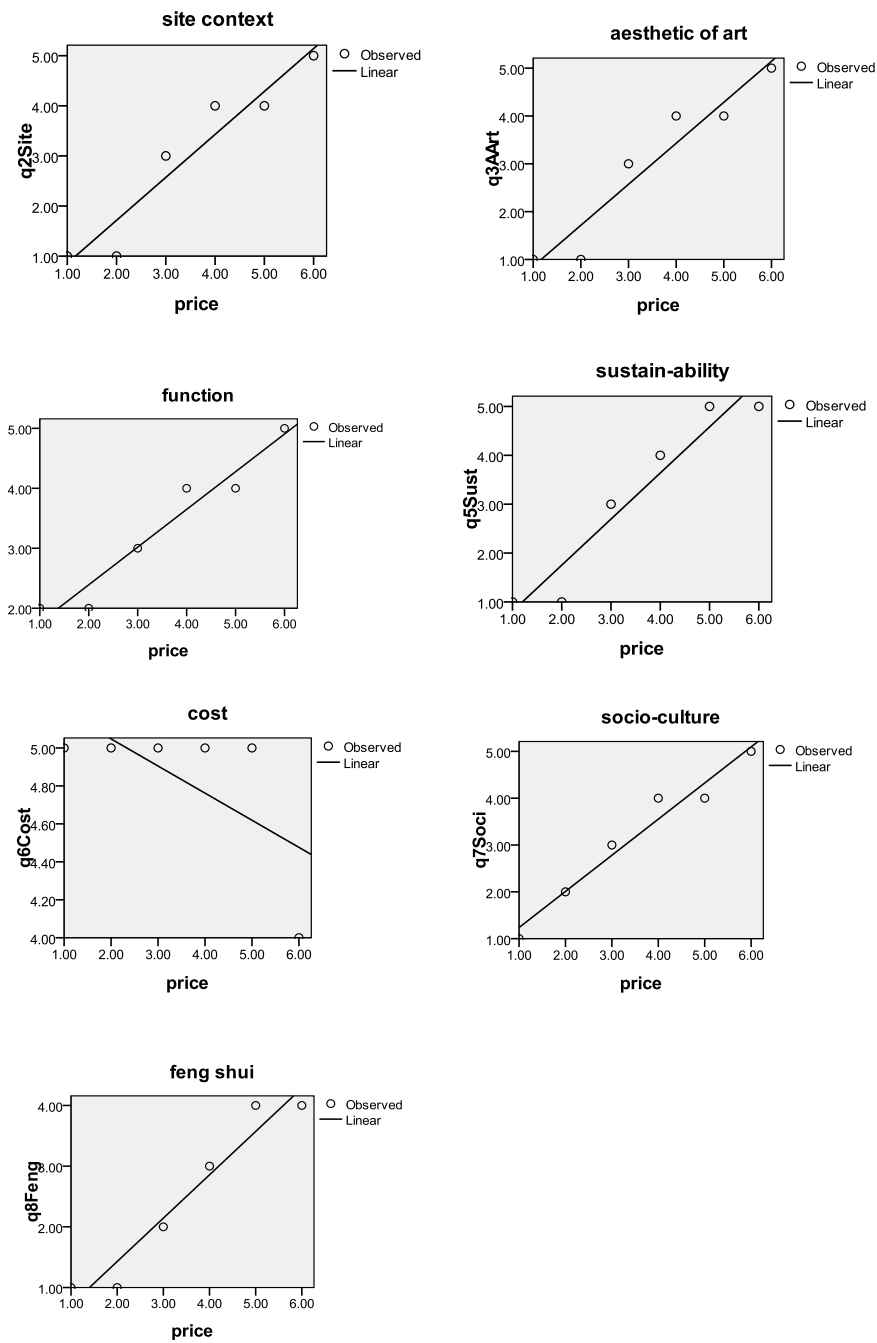 site context
5.00
4.00
3.00
2.00
1.00
q2Site
1.00 2.00 3.00 4.00 5.00 6.00
price
Observed
Linear
aesthetic of art
5.00
4.00
3.00
2.00
1.00
q3AArt
1.00 2.00 3.00 4.00 5.00 6.00
price
Observed
Linear
function
5.00
4.00
3.00
2.00
1.00 2.00 3.00 4.00 5.00 6.00
price
Observed
Linear
sustain-ability
5.00
4.00
3.00
2.00
1.00
q5Sust
1.00 2.00 3.00 4.00 5.00 6.00
price
Observed
Linear
cost
5.00
4.80
4.60
4.40
4.20
4.00
q6Cost
1.00 2.00 3.00 4.00 5.00 6.00
price
Observed
Linear
socio-culture
5.00
4.00
3.00
2.00
1.00
q7Soci
1.00 2.00 3.00 4.00 5.00 6.00
price
Observed
Linear
feng shui
4.00
3.00
2.00
1.00
q8Feng
1.00 2.00 3.00 4.00 5.00 6.00
price
Observed
Linear